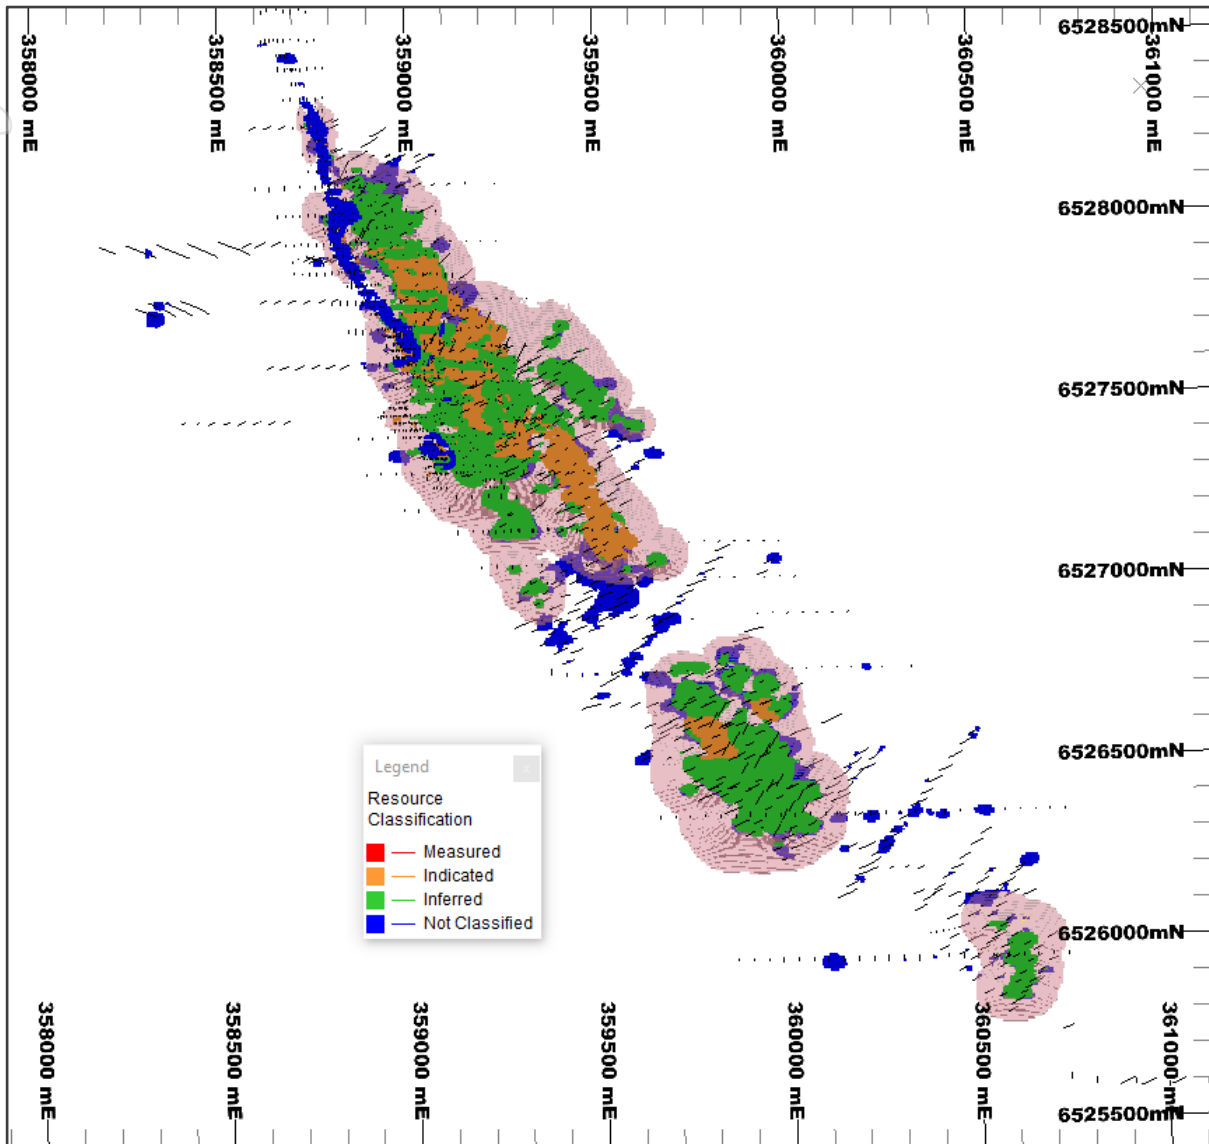 358000 mE
358500 mE
359000 mE
359500 mE
360000 mE
360500 mE
361000 mE
6528500mN
6528000mN
6527500mN
6527000mN
6526500mN
6526000mN
6525500mN
Legend
x
Resource
Classification
Measured
Indicated
Inferred
Not Classified
358000 mE
358500 mE
359000 mE
359500 mE
360000 mE
360500 mE
361000 mE